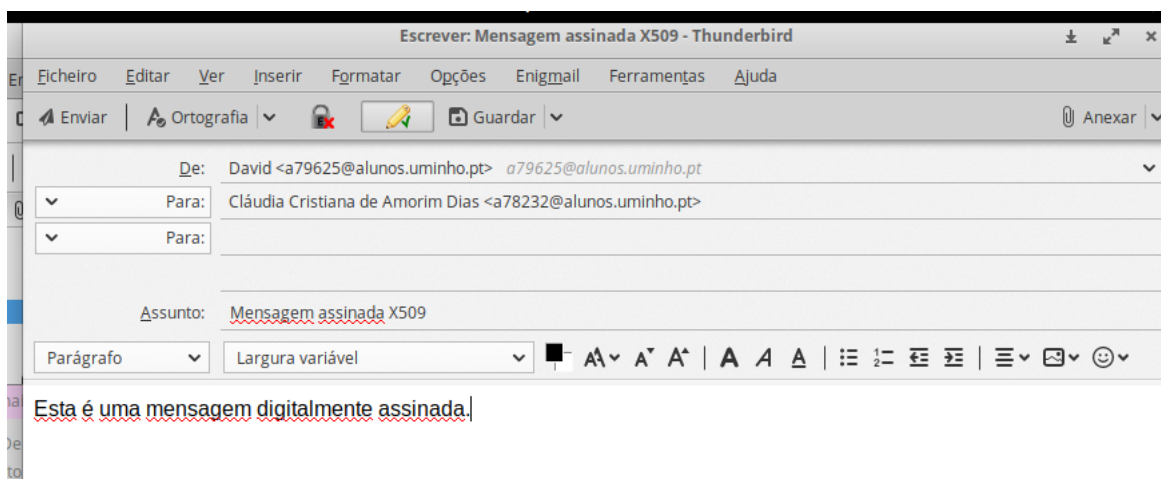 Escrever: Mensagem assinada X509 - Thunderbird
Ficheiro Editar Ver Inserir Formatar Opções Enigmail Ferramentas Ajuda
Enviar Ortografia Guardar Anexar
De: David <a79625@alunos.uminho.pt> a79625@alunos.uminho.pt
Para: Cláudia Cristiana de Amorim Dias <a78232@alunos.uminho.pt>
Para:
Assunto: Mensagem assinada X509
Parágrafo Largura variável
Esta é uma mensagem digitalmente assinada.